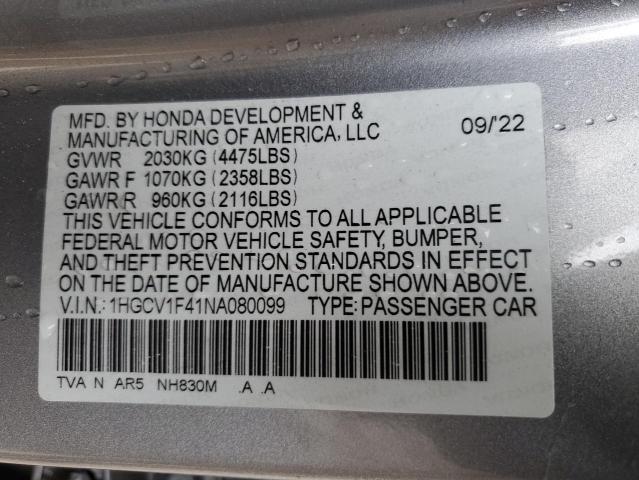 MFD. BY HONDA DEVELOPMENT &
MANUFACTURING OF AMERICA, LLC 09/'22
GVWR 2030KG (4475LBS)
GAWR F 1070KG (2358LBS)
GAWR R 960KG (2116LBS)
THIS VEHICLE CONFORMS TO ALL APPLICABLE
FEDERAL MOTOR VEHICLE SAFETY, BUMPER,
AND THEFT PREVENTION STANDARDS IN EFFECT
ON THE DATE OF MANUFACTURE SHOWN ABOVE.
V.I.N.: 1HGCV1F41NA080099 TYPE: PASSENGER CAR
TVA N AR5 NH830M .A .A